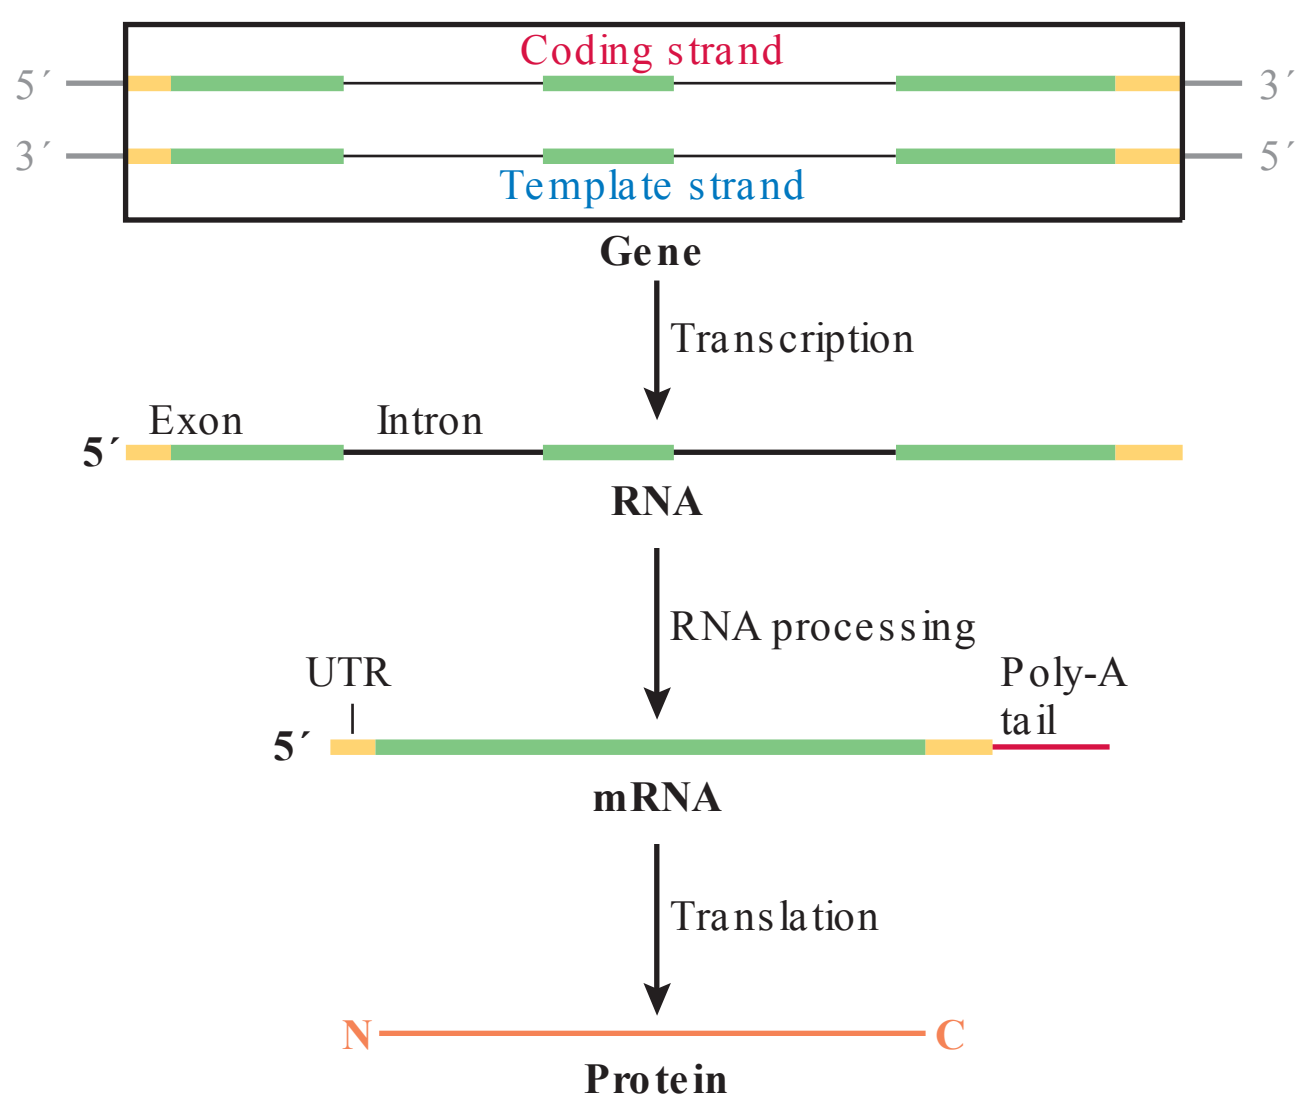 Coding strand
5´ 3´
3´ 5´
Template strand
Gene
Transcription
Exon Intron
5´
RNA
RNA processing
UTR Poly-A
tail
5´
mRNA
Translation
N C
Protein